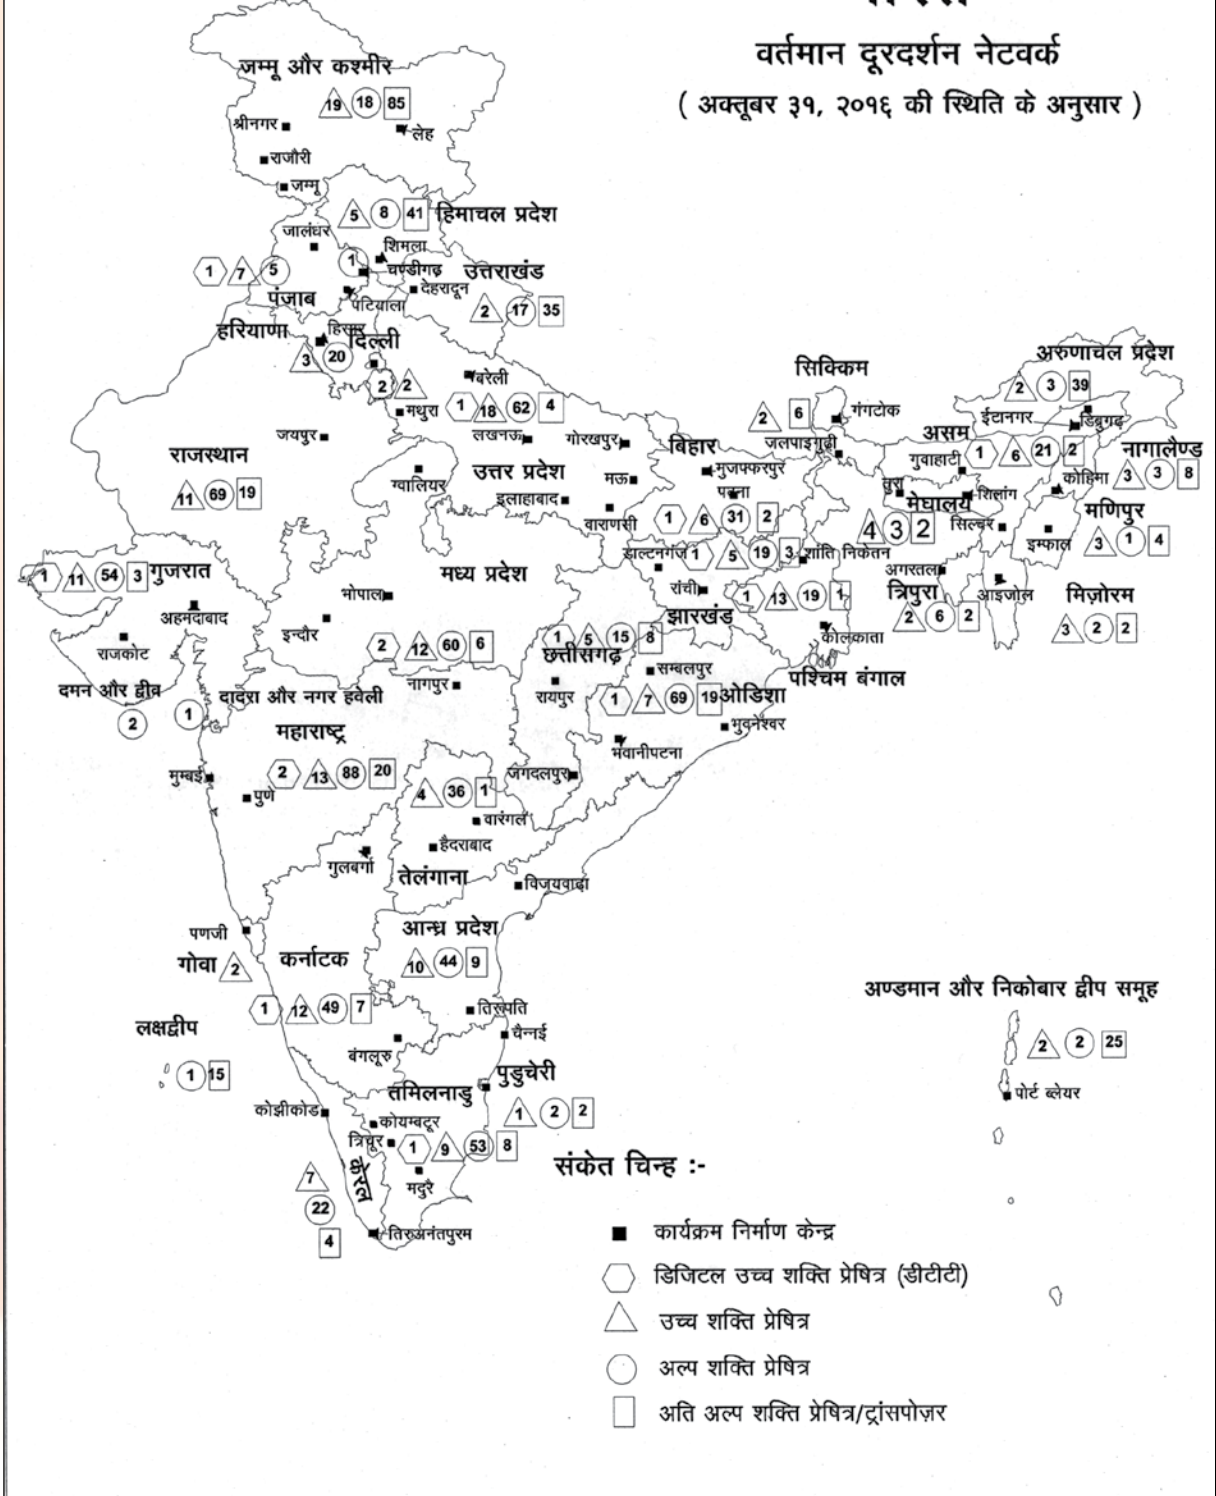 वर्तमान दूरदर्शन नेटवर्क
( अक्तूबर ३१, २०१६ की स्थिति के अनुसार )
जम्मू और कश्मीर
19 18 85
श्रीनगर
लेह
राजौरी
जम्मू
5 8 41 हिमाचल प्रदेश
जालंधर
शिमला
1 7 5
1
चण्डीगढ़
उत्तराखंड
देहरादून
पंजाब
पटियाला
2 17 35
हरियाणा
हिसार
दिल्ली
3 20
2 2
बरेली
मथुरा
1 18 62 4
लखनऊ
गोरखपुर
सिक्किम
2 6
गंगटोक
जलपाइगुढ़ी
अरुणाचल प्रदेश
2 3 39
ईटानगर
डिब्रूगढ़
असम
1 6 21 2
गुवाहाटी
नागालैण्ड
3 3 8
कोहिमा
जयपुर
राजस्थान
11 69 19
ग्वालियर
उत्तर प्रदेश
इलाहाबाद
मऊ
वाराणसी
बिहार
मुजफ्फरपुर
पटना
1 6 31 2
तुरा
शिलांग
मेघालय
4 3 2
सिल्चर
मणिपुर
इम्फाल
3 1 4
डाल्टनगंज
1 5 19 3
शांति निकेतन
रांची
झारखंड
1 13 19 1
कोलकाता
पश्चिम बंगाल
अगरतला
त्रिपुरा
2 6 2
आइजोल
मिज़ोरम
3 2 2
1 11 54 3
गुजरात
अहमदाबाद
राजकोट
मध्य प्रदेश
भोपाल
इन्दौर
2 12 60 6
1 5 15 8
छत्तीसगढ़
रायपुर
जगदलपुर
सम्बलपुर
1 7 69 19
ओडिशा
भुवनेश्वर
भवानीपटना
दमन और द्वीव
2
दादरा और नगर हवेली
1
नागपुर
महाराष्ट्र
मुम्बई
2 13 88 20
पुणे
4 36 1
वारंगल
हैदराबाद
गुलबर्गा
तेलंगाना
विजयवाढ़ा
पणजी
गोवा 2
कर्नाटक
1 12 49 7
आन्ध्र प्रदेश
10 44 9
तिरुपति
बंगलूरु
चैन्नई
लक्षद्वीप
1 15
पुडुचेरी
1 2 2
तमिलनाडु
कोझीकोड
कोयम्बटूर
त्रिचूर
1 9 53 8
मदुरै
केरल
7
22
4
तिरुअनंतपुरम
अण्डमान और निकोबार द्वीप समूह
2 2 25
पोर्ट ब्लेयर
संकेत चिन्ह :-
कार्यक्रम निर्माण केन्द्र
डिजिटल उच्च शक्ति प्रेषित्र (डीटीटी)
उच्च शक्ति प्रेषित्र
अल्प शक्ति प्रेषित्र
अति अल्प शक्ति प्रेषित्र/ट्रांसपोज़र